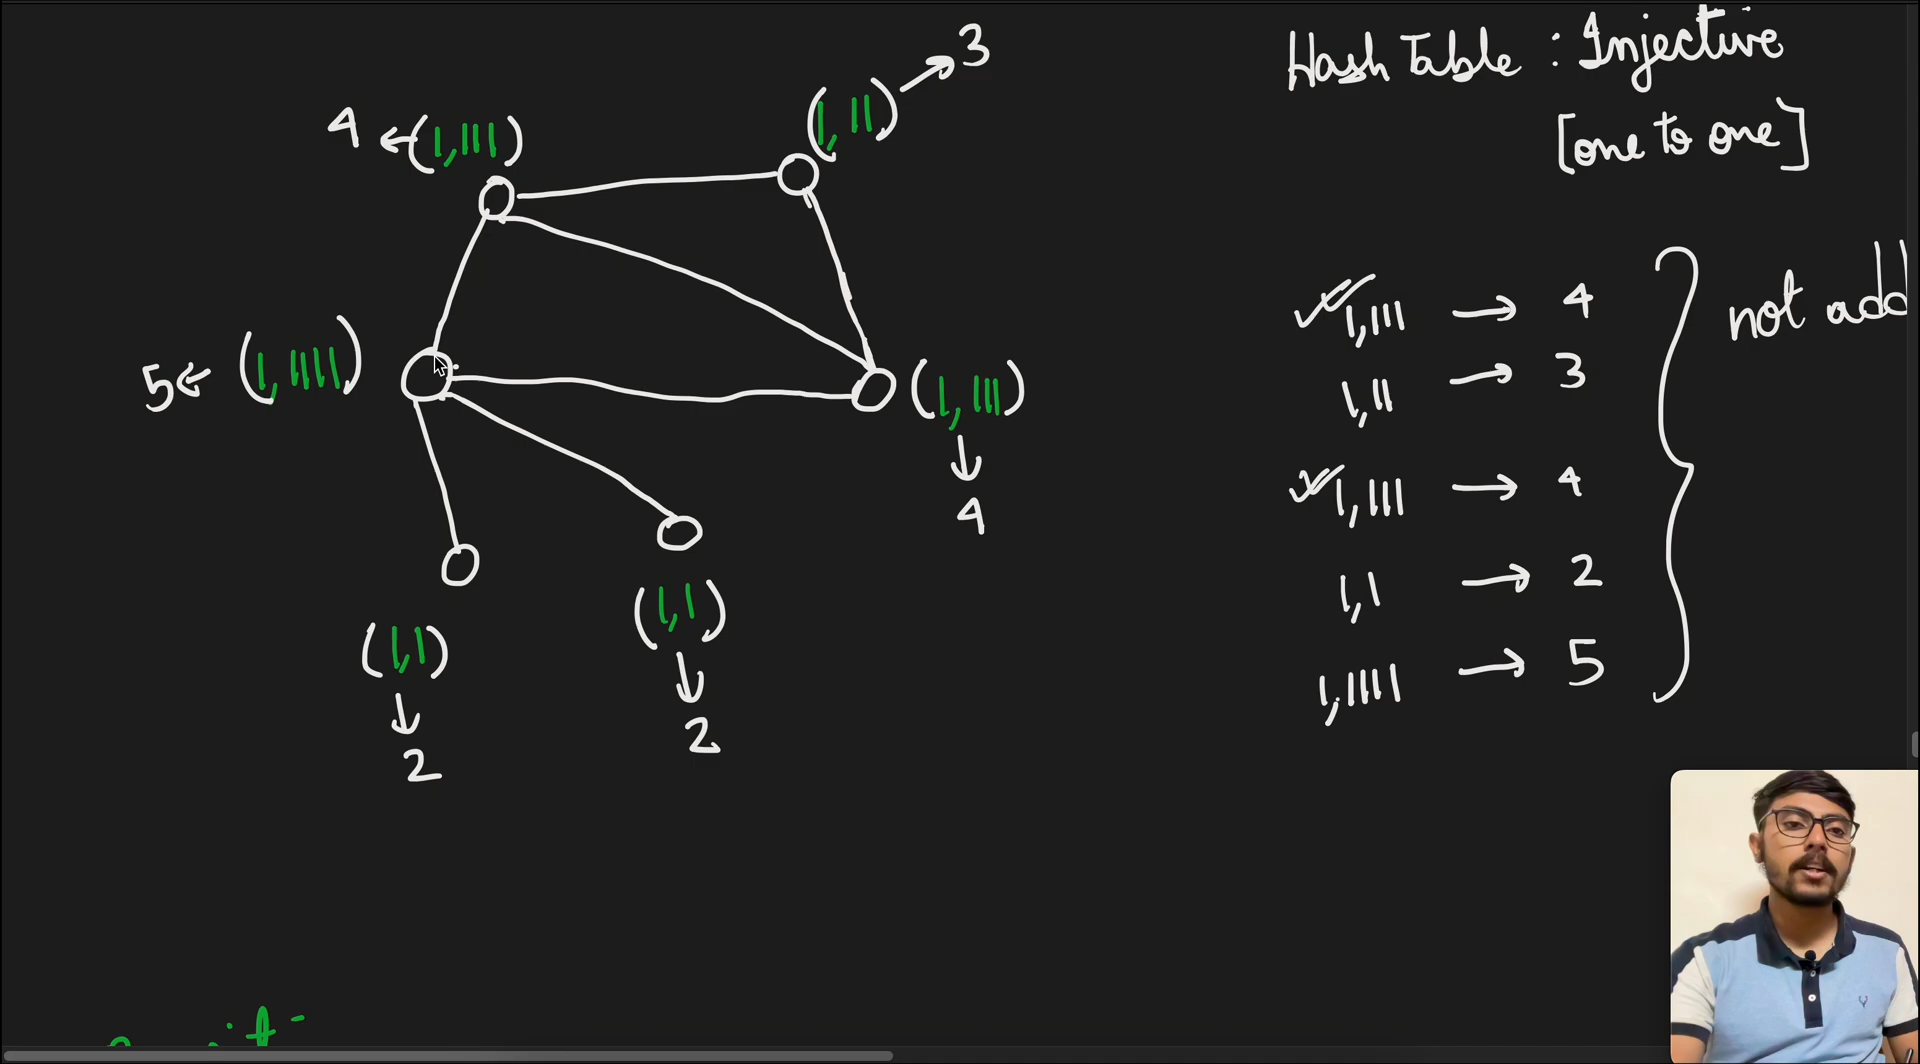 3
(1,11)
4 ← (1,111)
5 ← (1,1111)
(1,111)
4
(1,1)
2
(1,1)
2
Hash Table : Injective
[one to one]
1,111 → 4
1,11 → 3
1,111 → 4
1,1 → 2
1,1111 → 5
not add